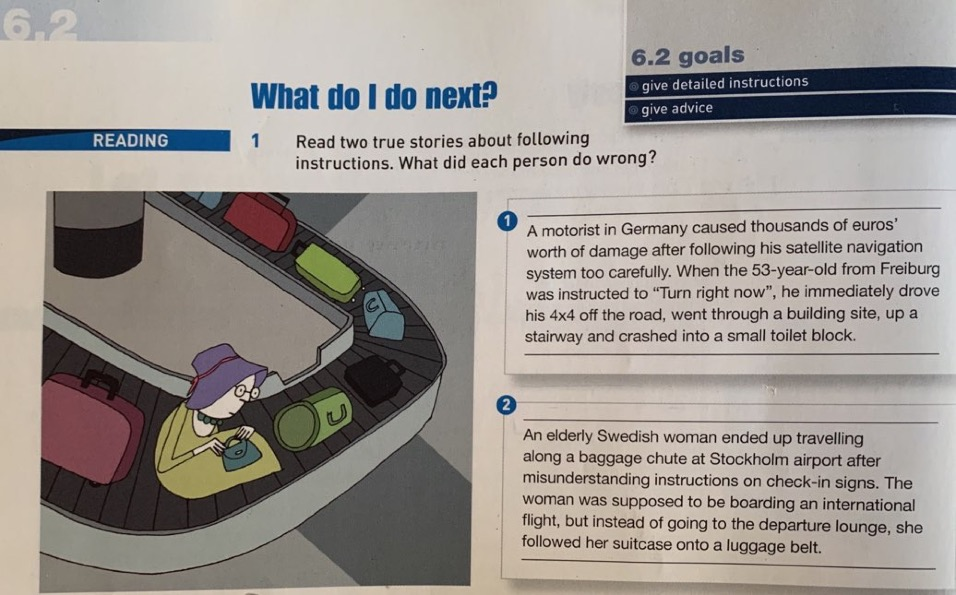 6.2
6.2 goals
give detailed instructions
give advice
What do I do next?
READING
1 Read two true stories about following
instructions. What did each person do wrong?
1
A motorist in Germany caused thousands of euros'
worth of damage after following his satellite navigation
system too carefully. When the 53-year-old from Freiburg
was instructed to “Turn right now”, he immediately drove
his 4x4 off the road, went through a building site, up a
stairway and crashed into a small toilet block.
2
An elderly Swedish woman ended up travelling
along a baggage chute at Stockholm airport after
misunderstanding instructions on check-in signs. The
woman was supposed to be boarding an international
flight, but instead of going to the departure lounge, she
followed her suitcase onto a luggage belt.